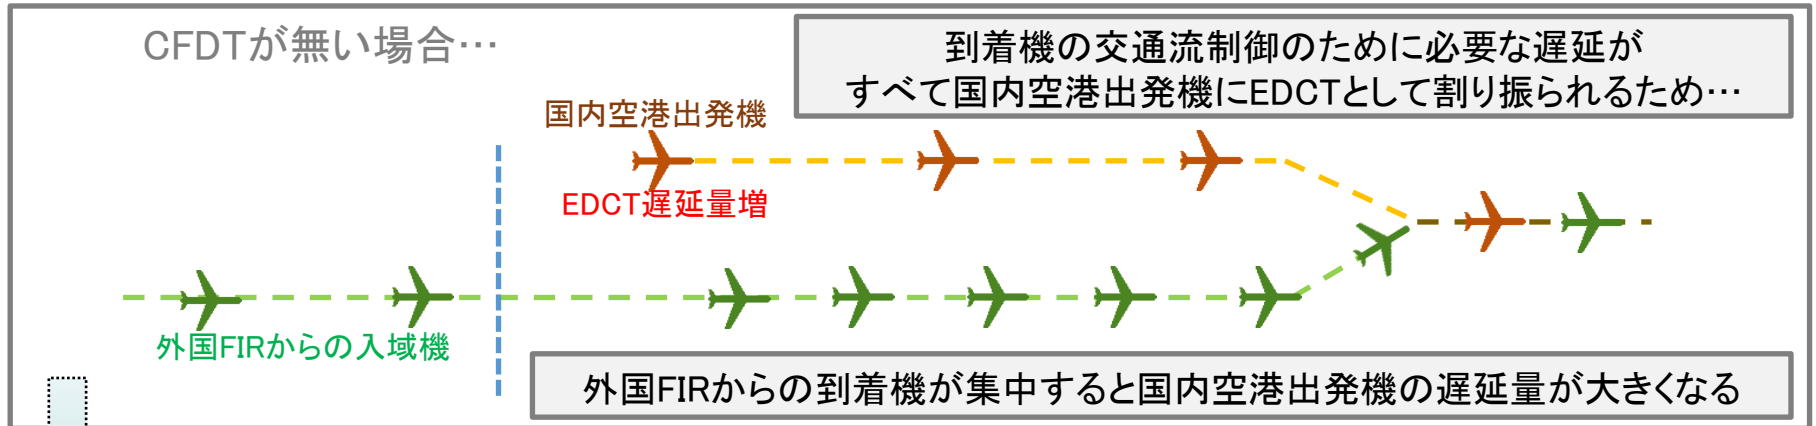 CFDTが無い場合…
到着機の交通流制御のために必要な遅延が
すべて国内空港出発機にEDCTとして割り振られるため…
国内空港出発機
EDCT遅延量増
外国FIRからの入域機
外国FIRからの到着機が集中すると国内空港出発機の遅延量が大きくなる